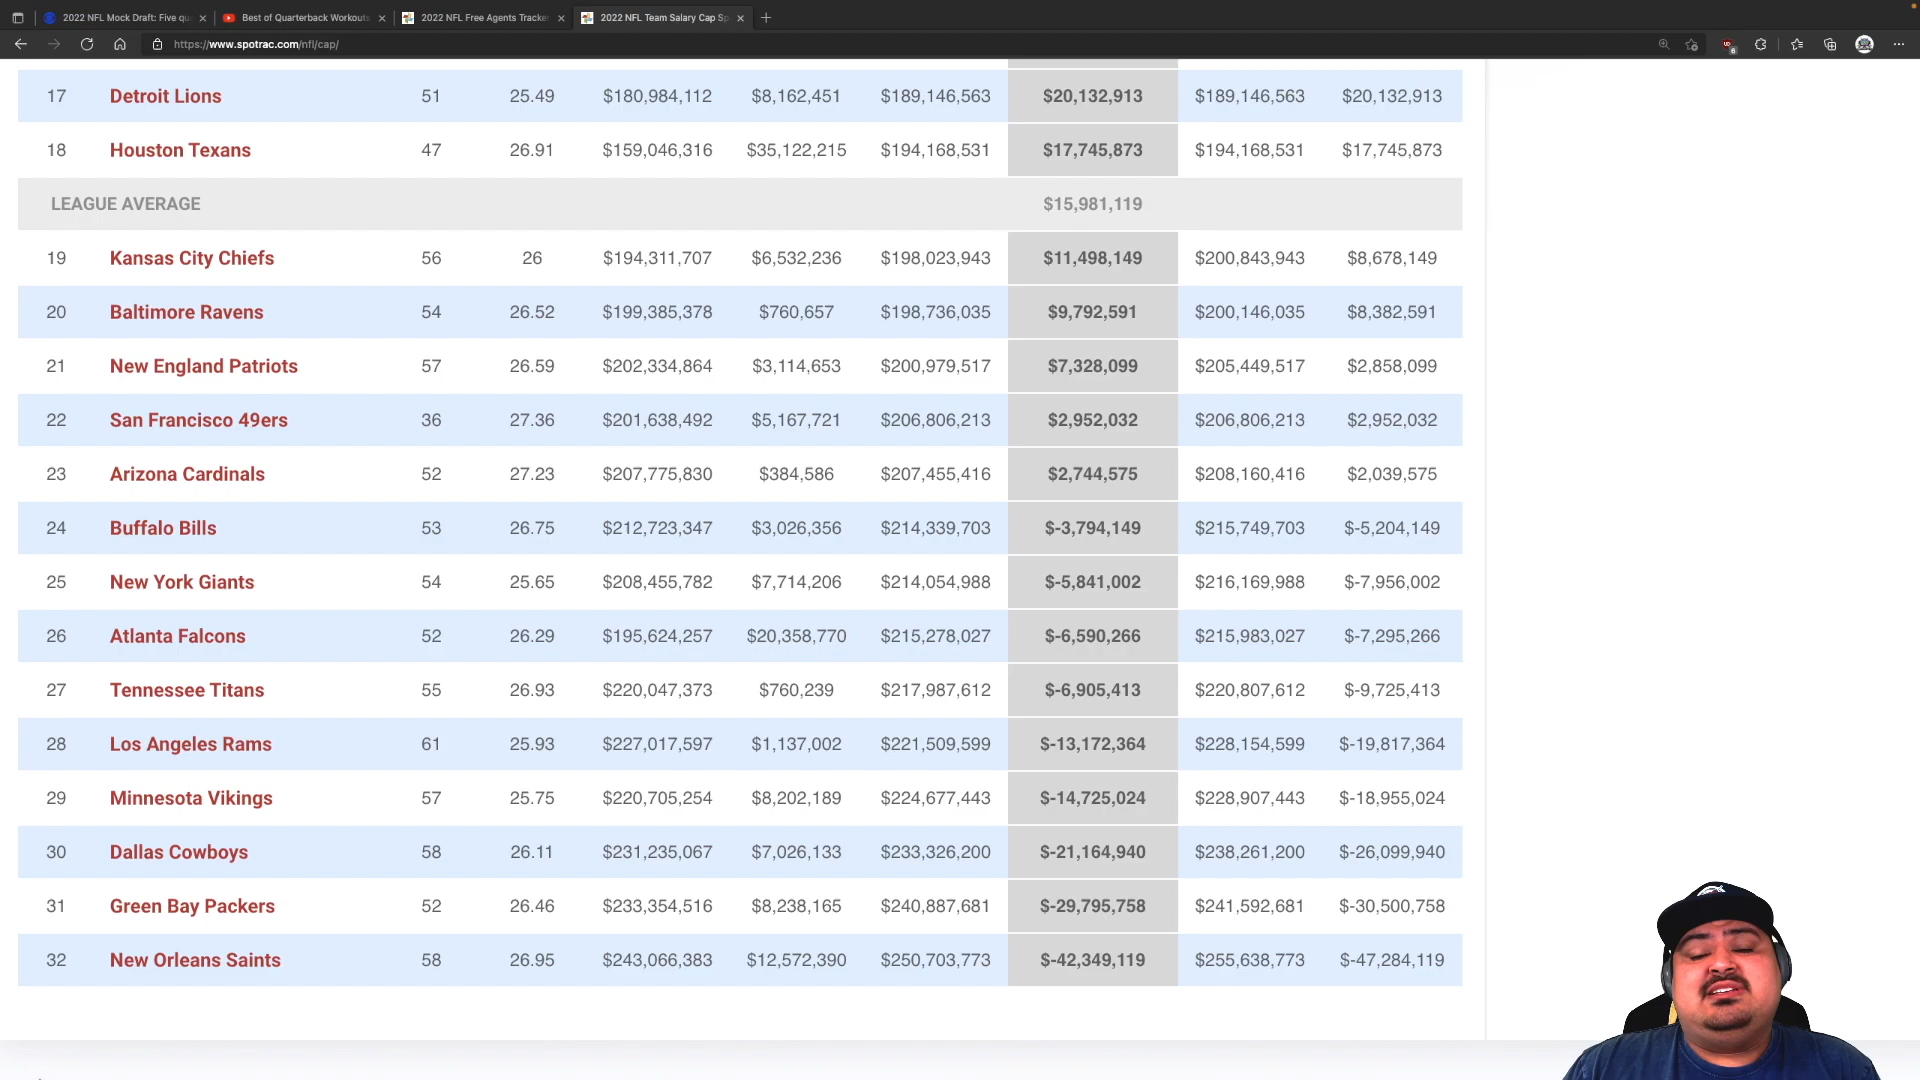 2022 NFL Mock Draft: Five qu
Best of Quarterback Workouts
2022 NFL Free Agents Tracke
2022 NFL Team Salary Cap Sp
https://www.spotrac.com/nfl/cap/
17 Detroit Lions 51 25.49 $180,984,112 $8,162,451 $189,146,563 $20,132,913 $189,146,563 $20,132,913
18 Houston Texans 47 26.91 $159,046,316 $35,122,215 $194,168,531 $17,745,873 $194,168,531 $17,745,873
LEAGUE AVERAGE $15,981,119
19 Kansas City Chiefs 56 26 $194,311,707 $6,532,236 $198,023,943 $11,498,149 $200,843,943 $8,678,149
20 Baltimore Ravens 54 26.52 $199,385,378 $760,657 $198,736,035 $9,792,591 $200,146,035 $8,382,591
21 New England Patriots 57 26.59 $202,334,864 $3,114,653 $200,979,517 $7,328,099 $205,449,517 $2,858,099
22 San Francisco 49ers 36 27.36 $201,638,492 $5,167,721 $206,806,213 $2,952,032 $206,806,213 $2,952,032
23 Arizona Cardinals 52 27.23 $207,775,830 $384,586 $207,455,416 $2,744,575 $208,160,416 $2,039,575
24 Buffalo Bills 53 26.75 $212,723,347 $3,026,356 $214,339,703 $-3,794,149 $215,749,703 $-5,204,149
25 New York Giants 54 25.65 $208,455,782 $7,714,206 $214,054,988 $-5,841,002 $216,169,988 $-7,956,002
26 Atlanta Falcons 52 26.29 $195,624,257 $20,358,770 $215,278,027 $-6,590,266 $215,983,027 $-7,295,266
27 Tennessee Titans 55 26.93 $220,047,373 $760,239 $217,987,612 $-6,905,413 $220,807,612 $-9,725,413
28 Los Angeles Rams 61 25.93 $227,017,597 $1,137,002 $221,509,599 $-13,172,364 $228,154,599 $-19,817,364
29 Minnesota Vikings 57 25.75 $220,705,254 $8,202,189 $224,677,443 $-14,725,024 $228,907,443 $-18,955,024
30 Dallas Cowboys 58 26.11 $231,235,067 $7,026,133 $233,326,200 $-21,164,940 $238,261,200 $-26,099,940
31 Green Bay Packers 52 26.46 $233,354,516 $8,238,165 $240,887,681 $-29,795,758 $241,592,681 $-30,500,758
32 New Orleans Saints 58 26.95 $243,066,383 $12,572,390 $250,703,773 $-42,349,119 $255,638,773 $-47,284,119